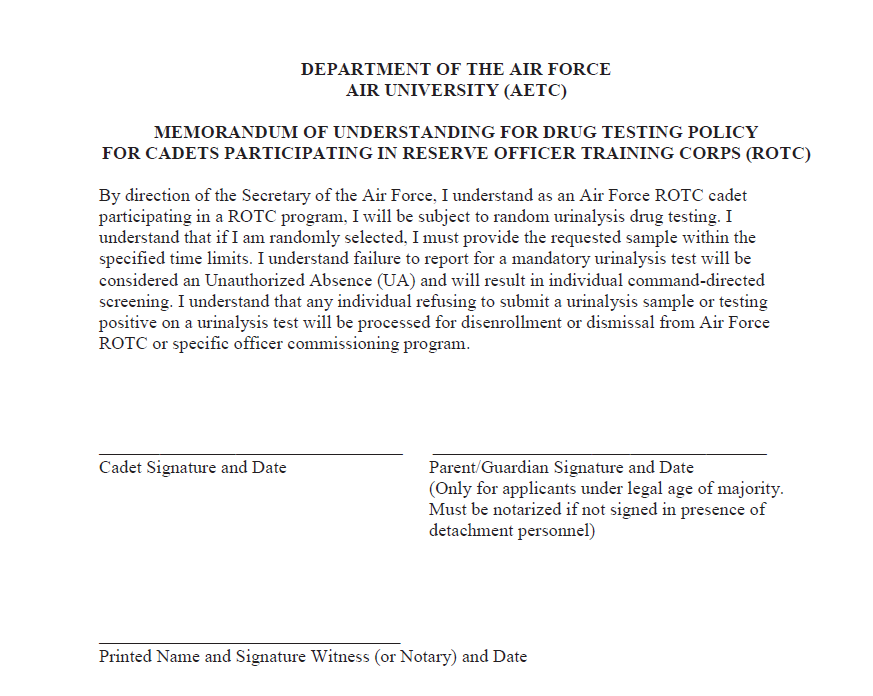 DEPARTMENT OF THE AIR FORCE
AIR UNIVERSITY (AETC)
MEMORANDUM OF UNDERSTANDING FOR DRUG TESTING POLICY
FOR CADETS PARTICIPATING IN RESERVE OFFICER TRAINING CORPS (ROTC)
By direction of the Secretary of the Air Force, I understand as an Air Force ROTC cadet
participating in a ROTC program, I will be subject to random urinalysis drug testing. I
understand that if I am randomly selected, I must provide the requested sample within the
specified time limits. I understand failure to report for a mandatory urinalysis test will be
considered an Unauthorized Absence (UA) and will result in individual command-directed
screening. I understand that any individual refusing to submit a urinalysis sample or testing
positive on a urinalysis test will be processed for disenrollment or dismissal from Air Force
ROTC or specific officer commissioning program.
Cadet Signature and Date
Parent/Guardian Signature and Date
(Only for applicants under legal age of majority.
Must be notarized if not signed in presence of
detachment personnel)
Printed Name and Signature Witness (or Notary) and Date